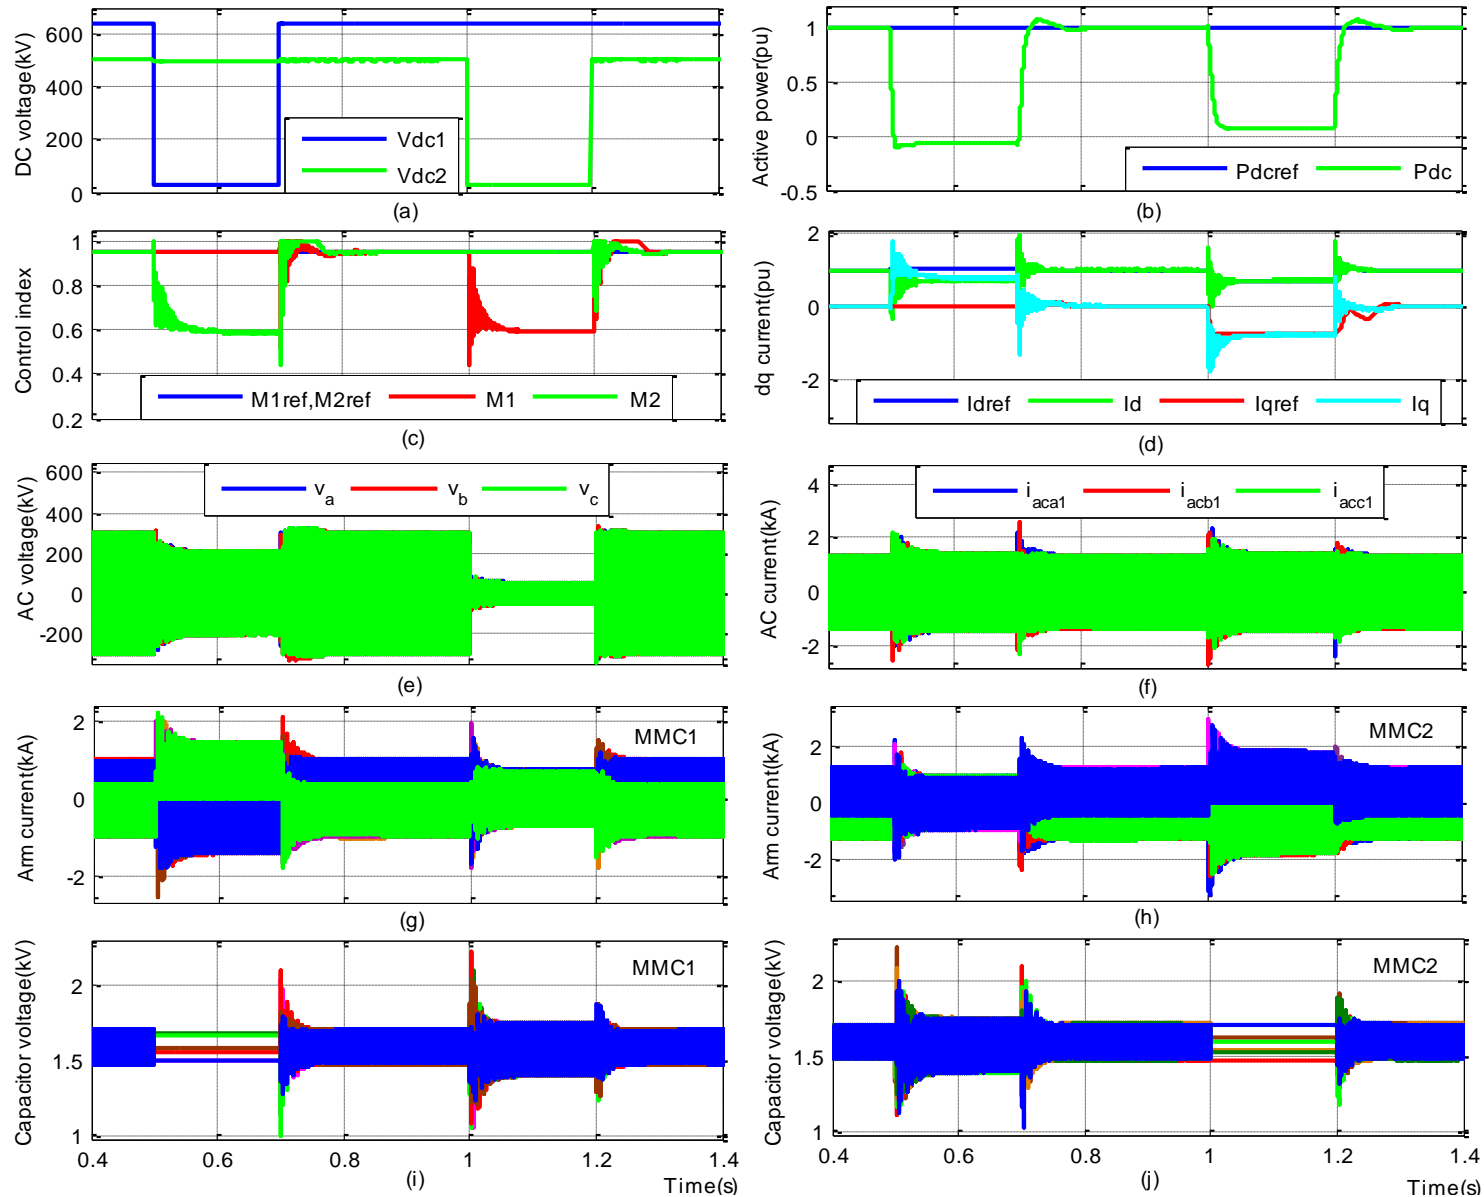 DC voltage(kV)
600
400
200
0
Vdc1
Vdc2
(a)
Active power(pu)
1
0.5
0
-0.5
Pdcref
Pdc
(b)
Control index
1
0.8
0.6
0.4
0.2
M1ref,M2ref
M1
M2
(c)
dq current(pu)
2
0
-2
Idref
Id
Iqref
Iq
(d)
AC voltage(kV)
600
400
200
0
-200
v_a
v_b
v_c
(e)
AC current(kA)
4
2
0
-2
i_aca1
i_acb1
i_acc1
(f)
Arm current(kA)
2
0
-2
MMC1
(g)
Arm current(kA)
2
0
-2
MMC2
(h)
Capacitor voltage(kV)
2
1.5
1
MMC1
0.4 0.6 0.8 1 1.2 1.4
(i)
Time(s)
Capacitor voltage(kV)
2
1.5
1
MMC2
0.4 0.6 0.8 1 1.2 1.4
(j)
Time(s)